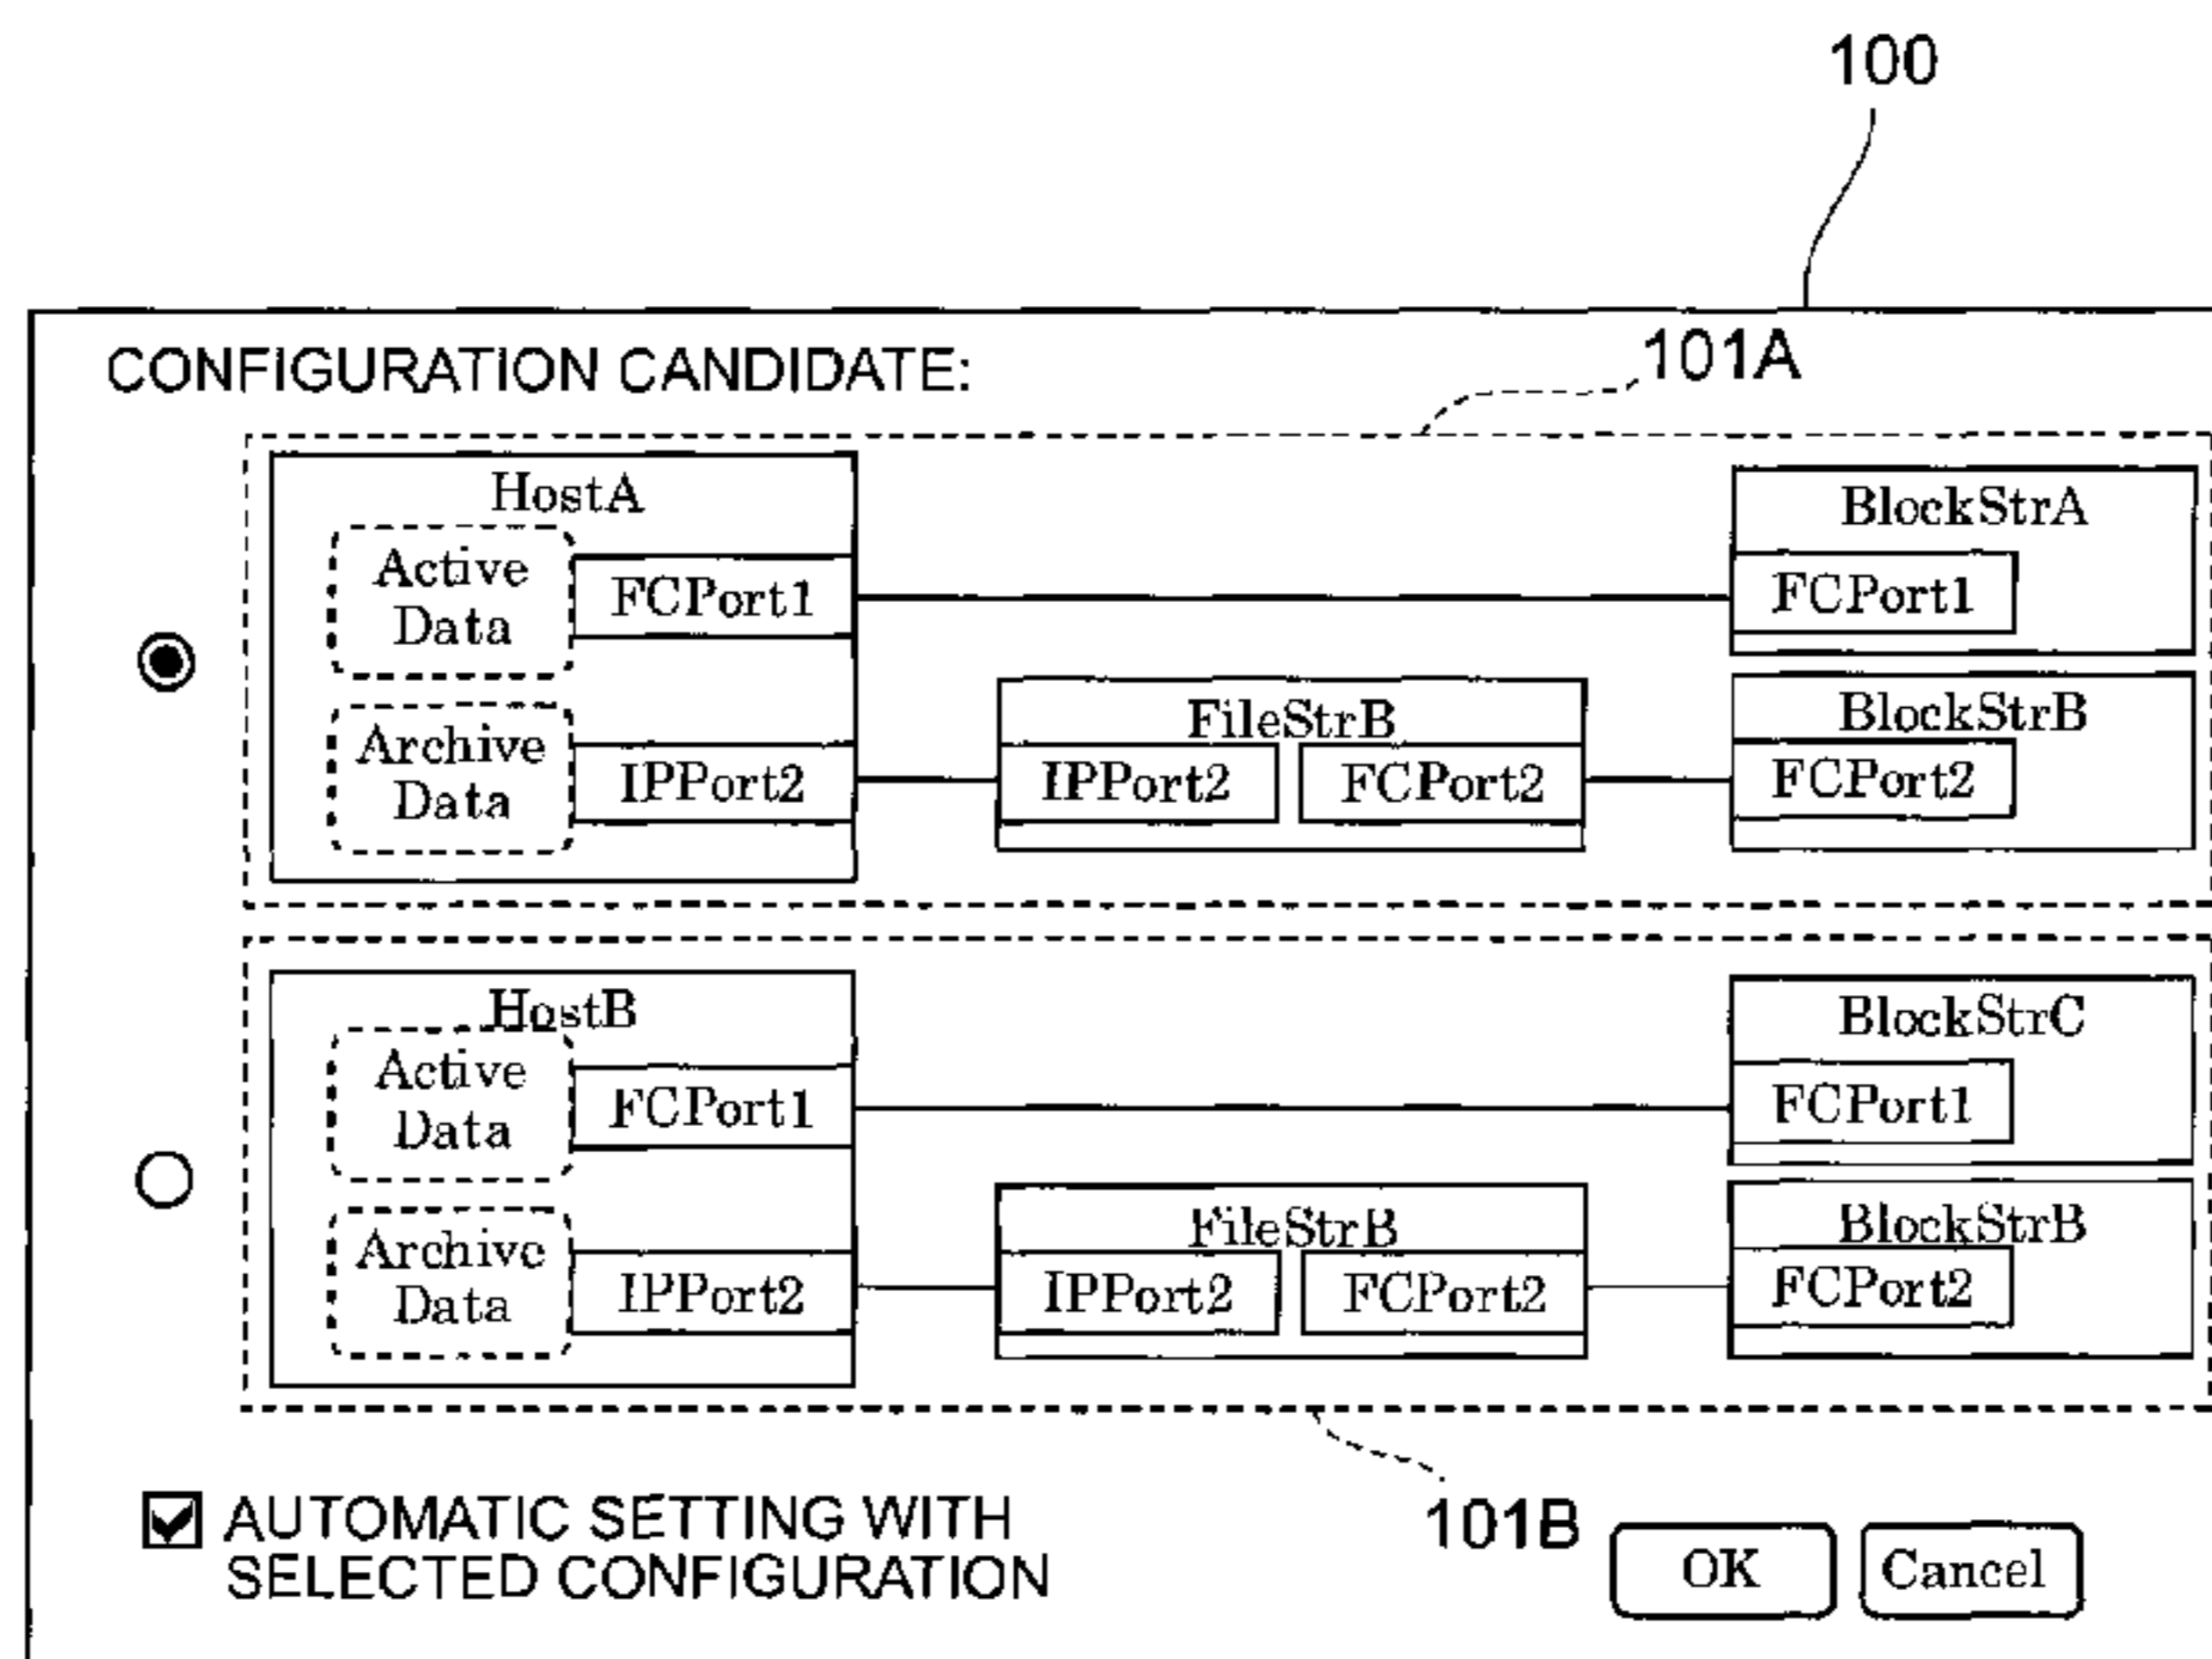 100
CONFIGURATION CANDIDATE:
101A
HostA
Active
Data
FCPort1
BlockStrA
FCPort1
Archive
Data
IPPort2
FileStrB
IPPort2
FCPort2
BlockStrB
FCPort2
HostB
Active
Data
FCPort1
BlockStrC
FCPort1
Archive
Data
IPPort2
FileStrB
IPPort2
FCPort2
BlockStrB
FCPort2
101B
AUTOMATIC SETTING WITH
SELECTED CONFIGURATION
OK
Cancel